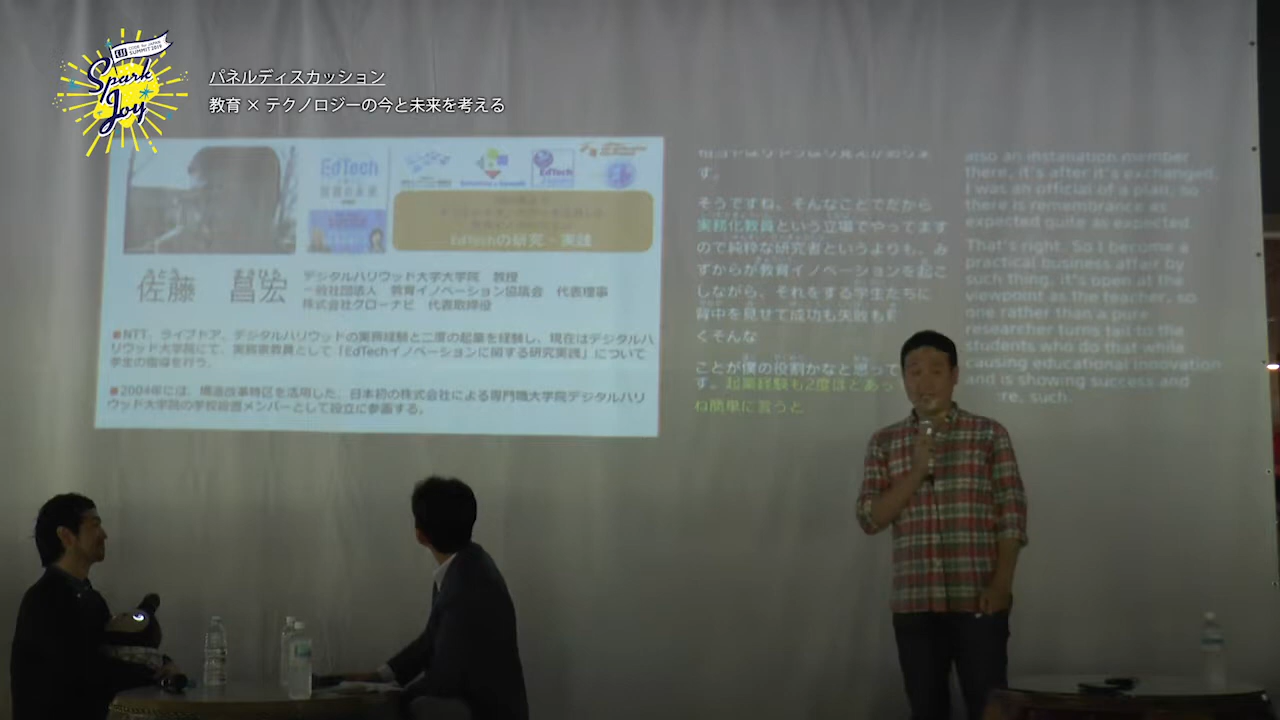 CODE for JAPAN
SUMMIT 2019
Spark
Joy
パネルディスカッション
教育 × テクノロジーの今と未来を考える
EdTech
EdTech
EdTechの研究・実践
さとう まさひろ
佐藤 昌宏
デジタルハリウッド大学大学院 教授
一般社団法人 教育イノベーション協議会 代表理事
株式会社グローナビ 代表取締役
■NTT、ライブドア、デジタルハリウッドの業務経験と二度の起業を経験し、現在はデジタルハ
リウッド大学院にて、実務家教員として「EdTechイノベーションに関する研究実践」について
学生の指導を行う。
■2004年には、構造改革特区を活用した、日本初の株式会社による専門職大学院デジタルハリ
ウッド大学院の学校設置メンバーとして設立に参画する。
す。
そうですね、そんなことでだから
実務化教員という立場でやってます
ので純粋な研究者というよりも、み
ずからが教育イノベーションを起こ
しながら、それをする学生たちに
背中を見せて成功も失敗も
くそんな
ことが僕の役割かなと思って
す。起業経験も2度ほどあっ
ね簡単に言うと
also an installation member
there, it's after it's exchanged.
I was an official of a plan, so
there is remembrance as
expected quite as expected.
That's right. So I become a
practical business affair by
such thing, it's open at the
viewpoint as the teacher, so
one rather than a pure
researcher turns tail to the
students who do that while
causing educational innovation
and is showing success and
re, such.